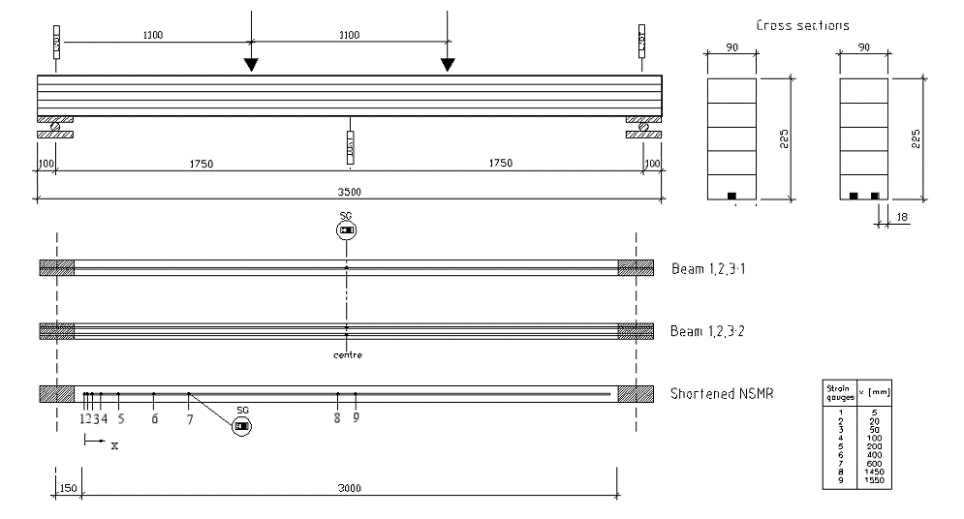 Cross sections
1100
1100
90
90
LVDT
LVDT
225
225
LVDT
100
1750
1750
100
3500
18
SG
Beam 1,2,3:1
Beam 1,2,3:2
centre
Shortened NSMR
1 2 3 4 5 6 7 8 9
SG
x
Strain gauges x [mm]
1 5
2 20
3 50
4 100
5 200
6 400
7 600
8 1450
9 1550
150
3000